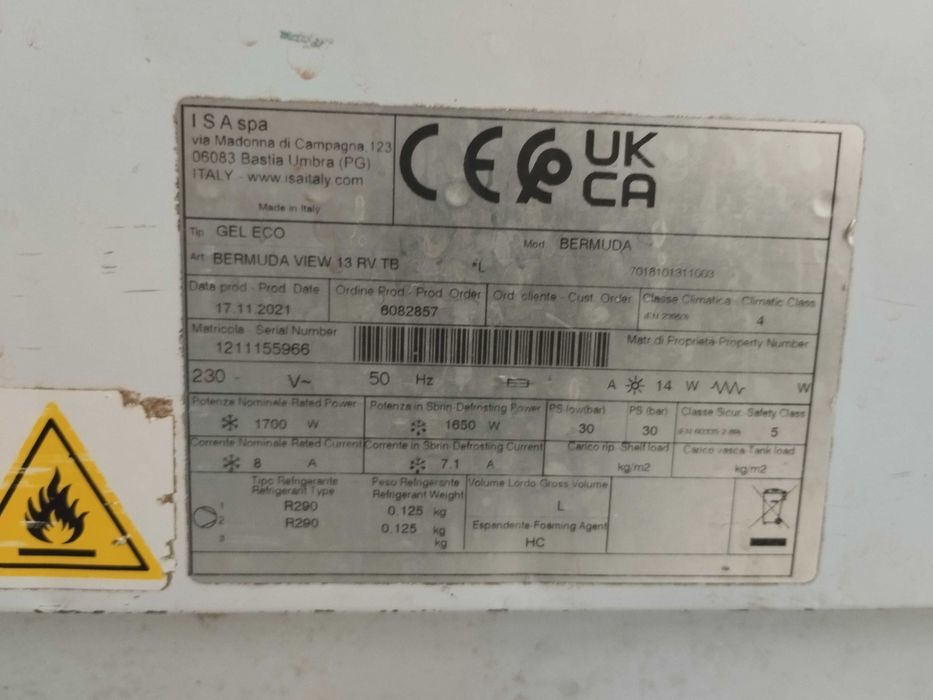 I S A spa
via Madonna di Campagna, 123
06083 Bastia Umbra (PG)
ITALY - www.isaitaly.com
Made in Italy
CE
UK
CA
Tip. GEL ECO
Mod. BERMUDA
Art. BERMUDA VIEW 13 RV TB *L 7018101311003
Data prod - Prod. Date
17.11.2021
Ordine Prod - Prod. Order
6082857
Ord. cliente - Cust. Order
Classe Climatica - Climatic Class
4
Matricola - Serial Number
1211155966
Matr.di Proprietà-Property Number
230 - V~ 50 Hz A 14 W W
Potenza Nominale-Rated Power
1700 W
Potenza in Sbrin-Defrosting Power
1650 W
PS low(bar)
30
PS (bar)
30
Classe Sicur.-Safety Class
5
Corrente Nominale Rated Current
8 A
Corrente in Sbrin-Defrosting Current
7.1 A
Carico rip.-Shelf load
kg/m2
Carico vasca-Tank load
kg/m2
Tipo Refrigerante
Refrigerant Type
1 R290
2 R290
3
Peso Refrigerante
Refrigerant Weight
0.125 kg
0.125 kg
kg
Volume Lordo Gross Volume
L
Espandente-Foaming Agent
HC